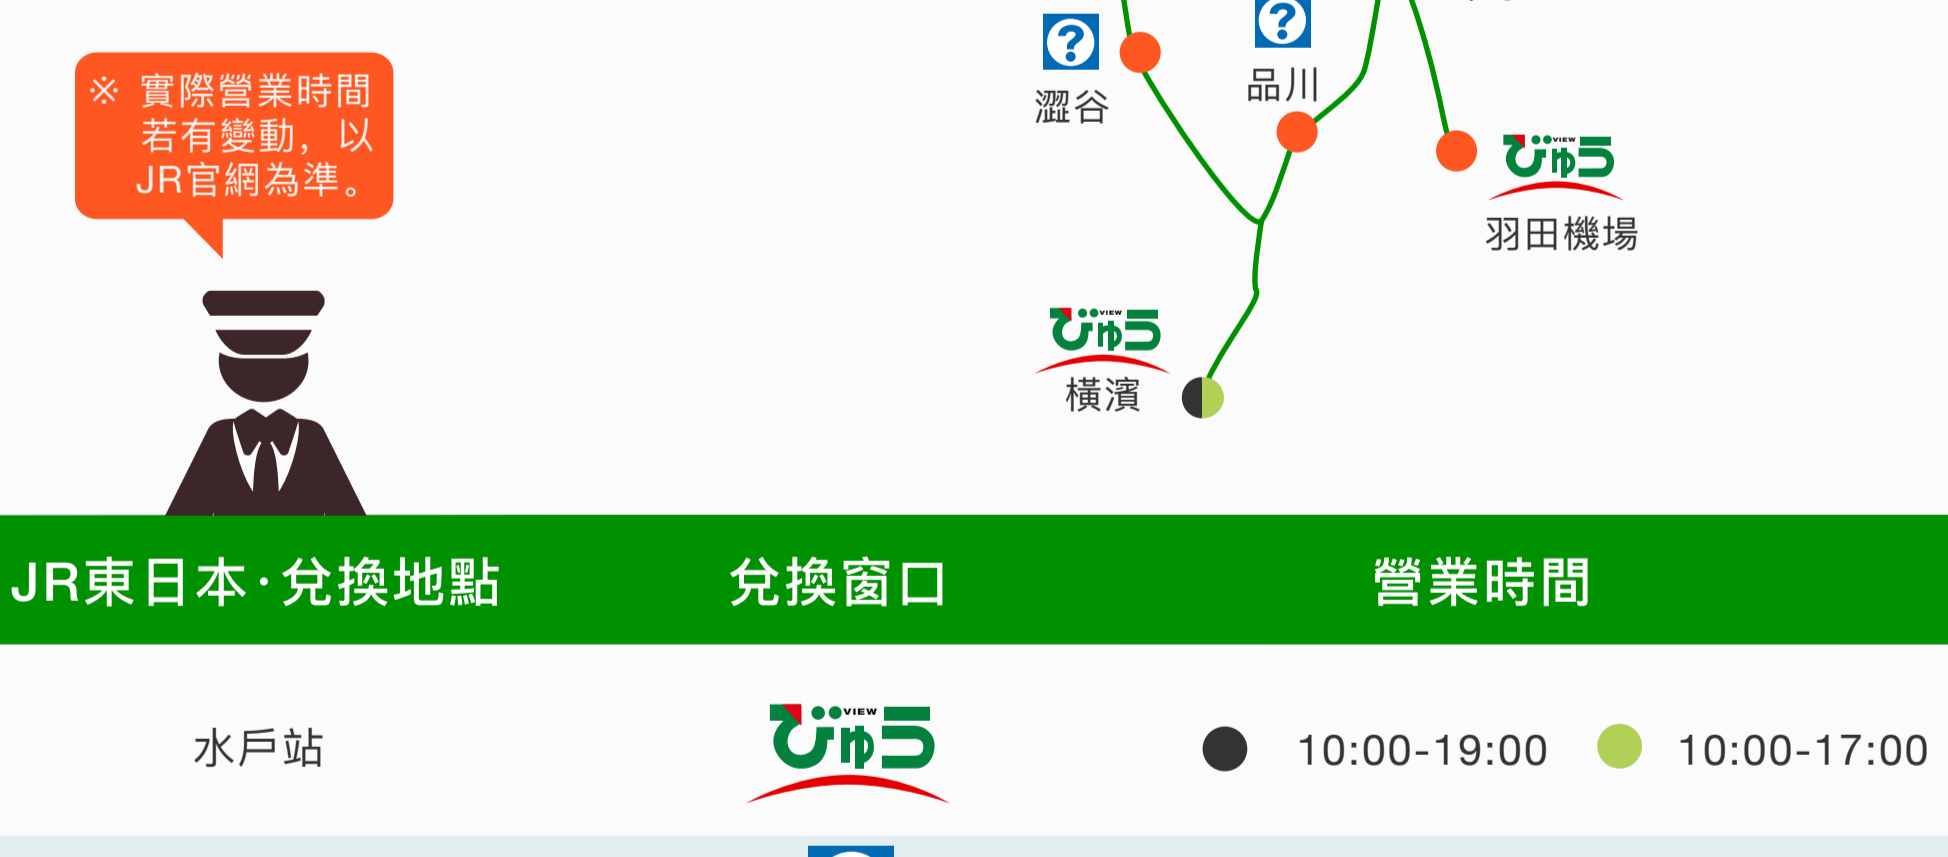 ※ 實際營業時間
若有變動，以
JR官網為準。
?
澀谷
?
品川
VIEW
びゅう
羽田機場
VIEW
びゅう
橫濱
JR東日本·兌換地點
兌換窗口
營業時間
水戶站
VIEW
びゅう
10:00-19:00
10:00-17:00